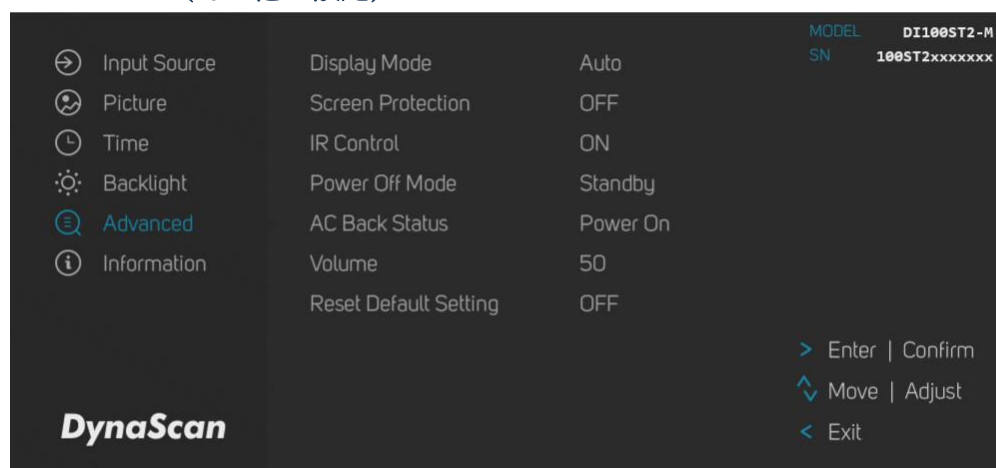 MODEL DI100ST2-M
SN 100ST2xxxxxxx
Input Source Display Mode Auto
Picture Screen Protection OFF
Time IR Control ON
Backlight Power Off Mode Standby
Advanced AC Back Status Power On
Information Volume 50
Reset Default Setting OFF
> Enter | Confirm
Move | Adjust
< Exit
DynaScan